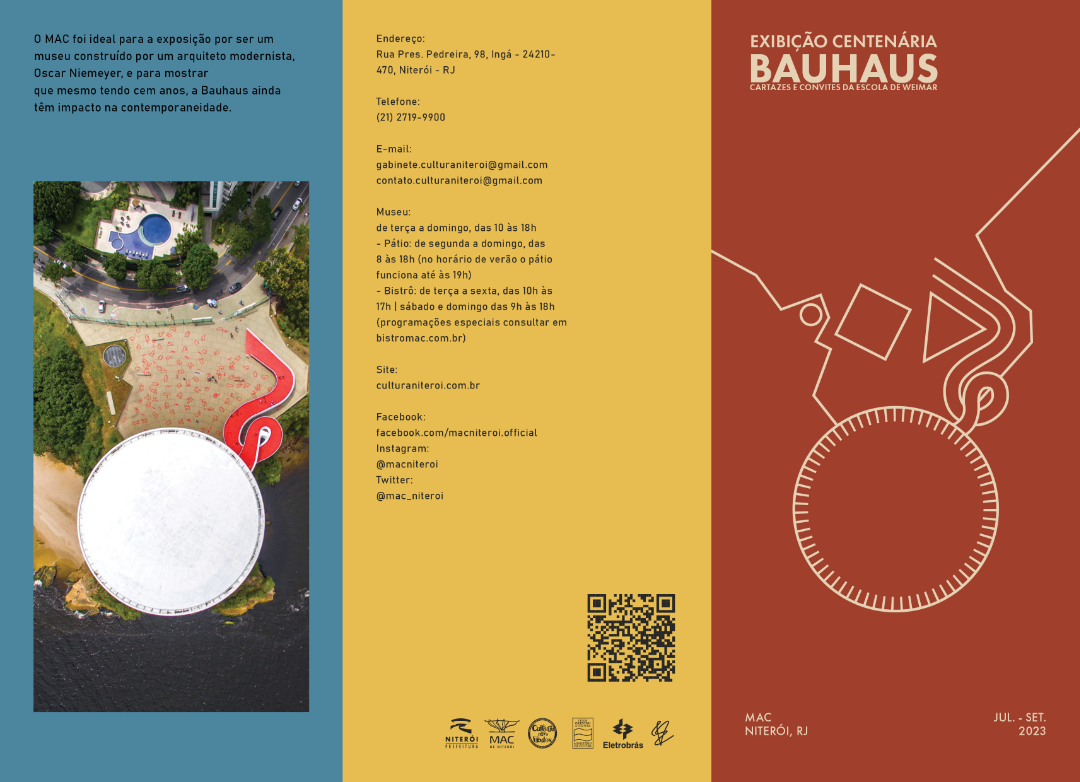 O MAC foi ideal para a exposição por ser um
museu construído por um arquiteto modernista,
Oscar Niemeyer, e para mostrar
que mesmo tendo cem anos, a Bauhaus ainda
têm impacto na contemporaneidade.
Endereço:
Rua Pres. Pedreira, 98, Ingá - 24210-
470, Niterói - RJ
Telefone:
(21) 2719-9900
E-mail:
gabinete.culturaniteroi@gmail.com
contato.culturaniteroi@gmail.com
Museu:
de terça a domingo, das 10 às 18h
- Pátio: de segunda a domingo, das
8 às 18h (no horário de verão o pátio
funciona até às 19h)
- Bistrô: de terça a sexta, das 10h às
17h | sábado e domingo das 9h às 18h
(programações especiais consultar em
bistromac.com.br)
Site:
culturaniteroi.com.br
Facebook:
facebook.com/macniteroi.official
Instagram:
@macniteroi
Twitter:
@mac_niteroi
NITERÓI
PREFEITURA
MAC
DE NITERÓI
Eletrobrás
EXIBIÇÃO CENTENÁRIA
BAUHAUS
CARTAZES E CONVITES DA ESCOLA DE WEIMAR
MAC
NITERÓI, RJ
JUL. - SET.
2023